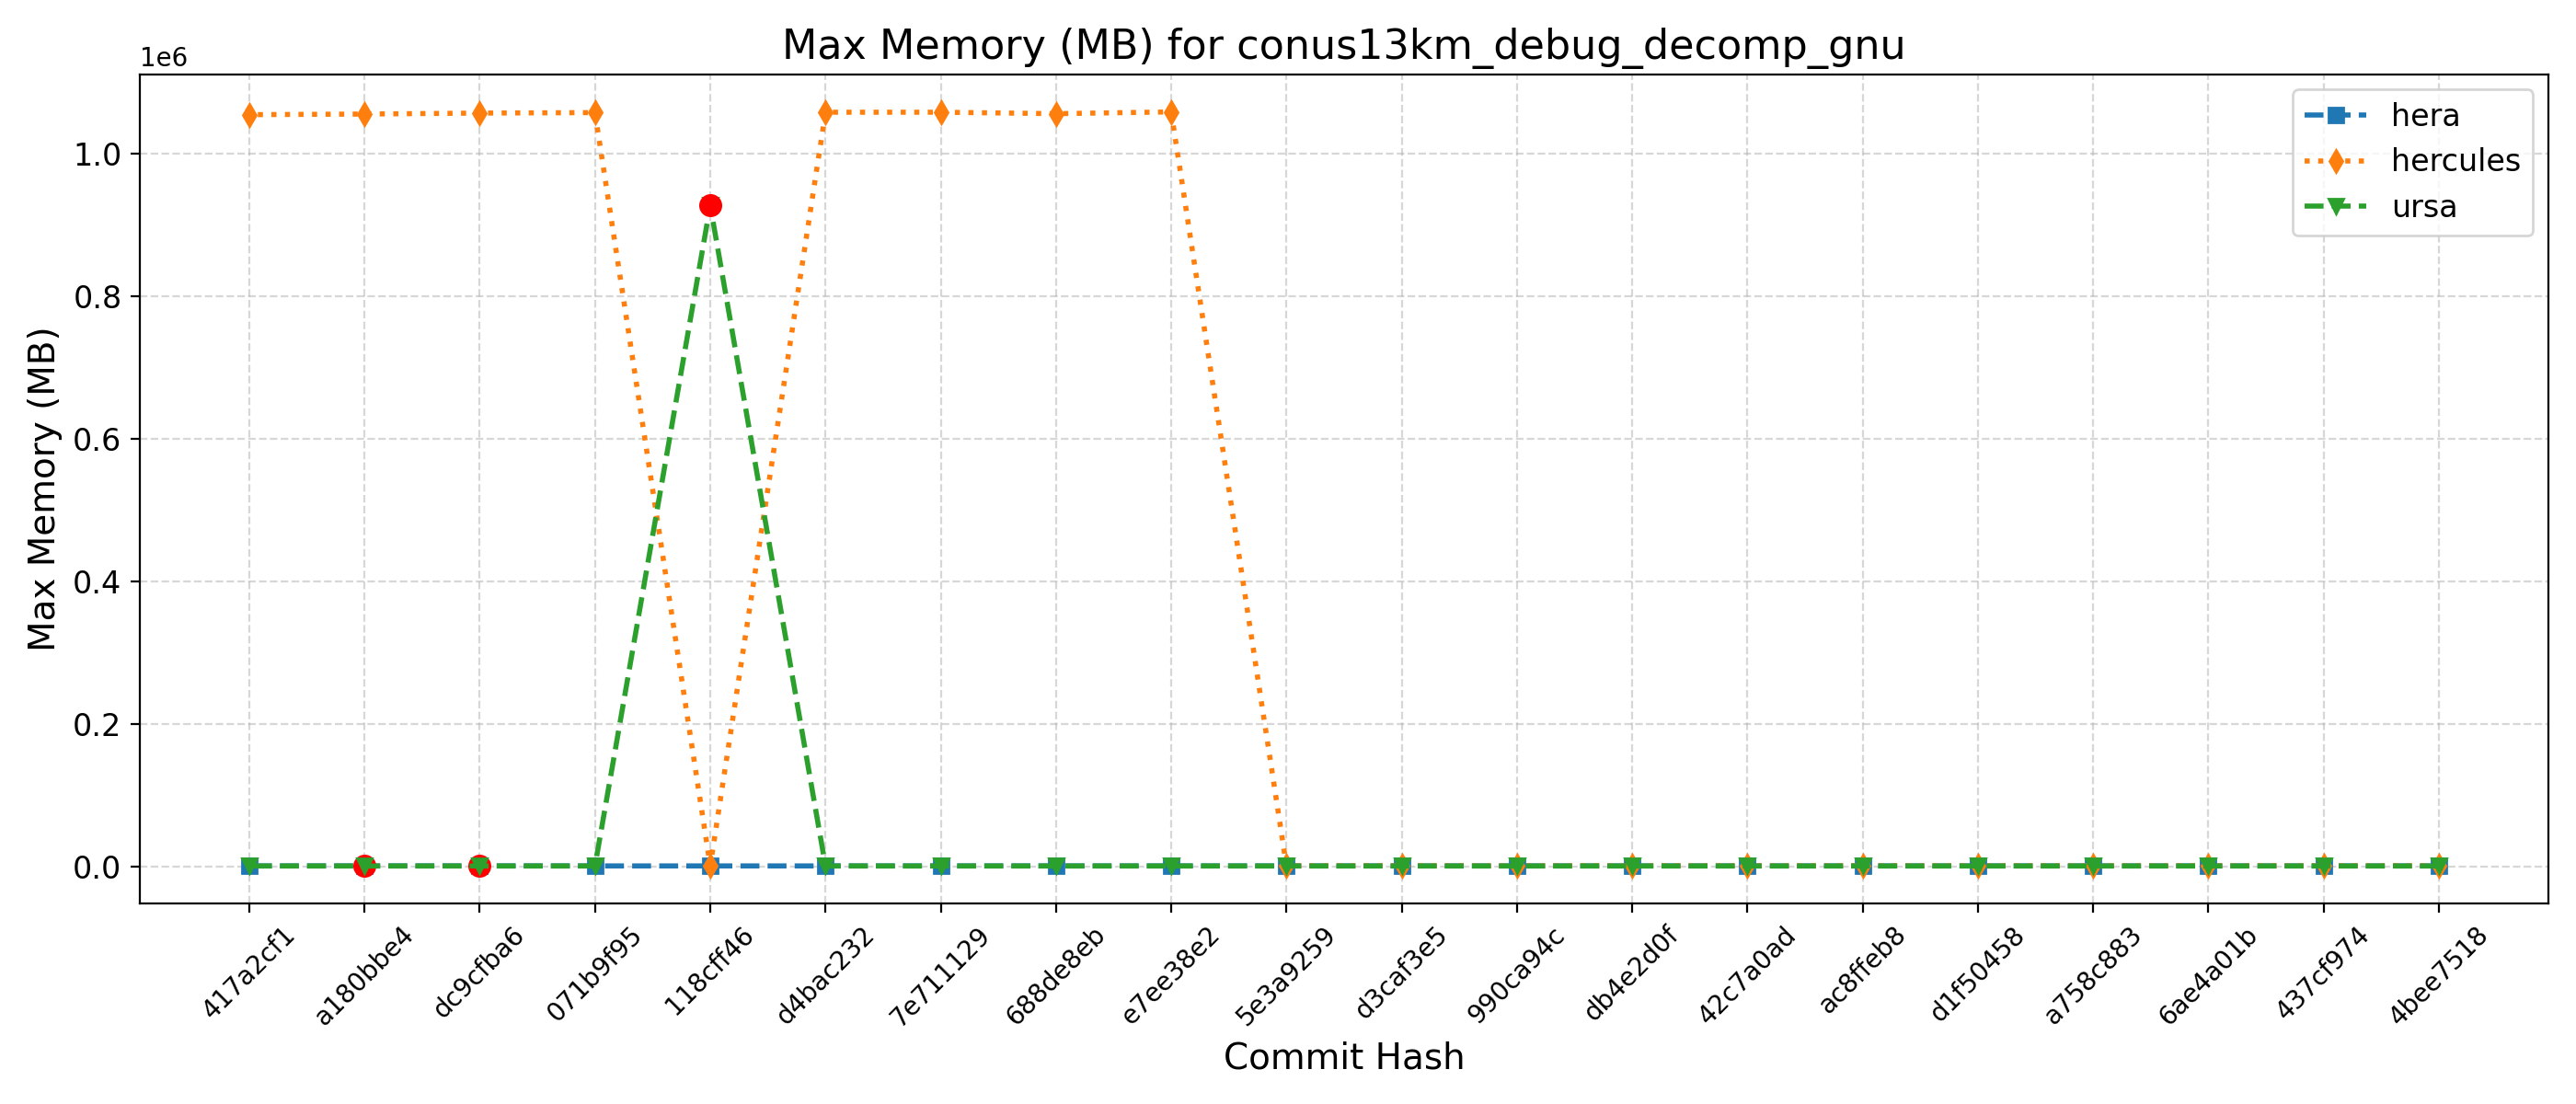 Max Memory (MB) for conus13km_debug_decomp_gnu
1e6
1.0
0.8
0.6
0.4
0.2
0.0
Max Memory (MB)
hera
hercules
ursa
417a2cf1
a180bbe4
dc9cfba6
071b9f95
118cff46
d4bac232
7e711129
688de8eb
e7ee38e2
5e3a9259
d3caf3e5
990ca94c
db4e2d0f
42c7a0ad
ac8ffeb8
d1f50458
a758c883
6ae4a01b
437cf974
4bee7518
Commit Hash